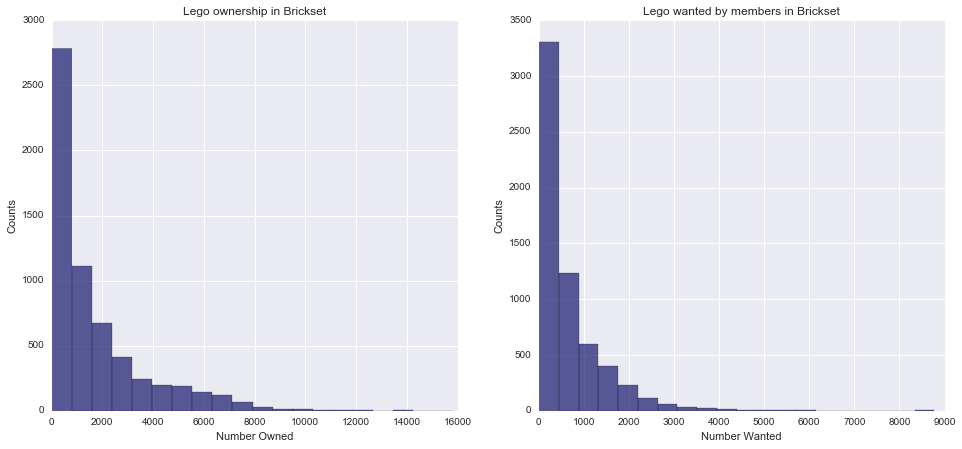 Lego ownership in Brickset
3000
2500
2000
1500
1000
500
0
Counts
0 2000 4000 6000 8000 10000 12000 14000 16000
Number Owned
Lego wanted by members in Brickset
3500
3000
2500
2000
1500
1000
500
0
Counts
0 1000 2000 3000 4000 5000 6000 7000 8000 9000
Number Wanted